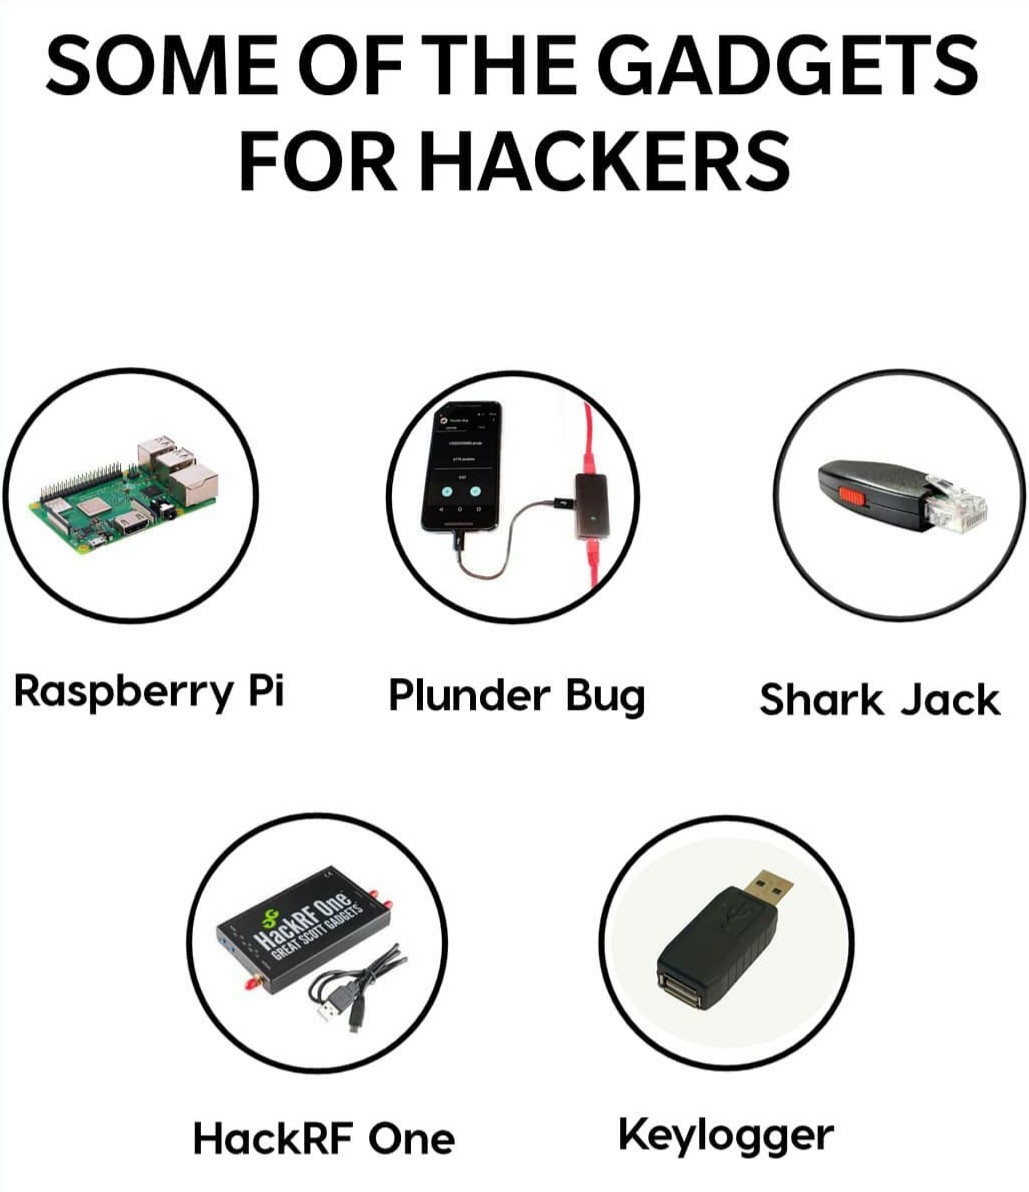 SOME OF THE GADGETS
FOR HACKERS
Raspberry Pi
Plunder Bug
Shark Jack
HackRF One
GREAT SCOTT GADGETS
HackRF One
Keylogger